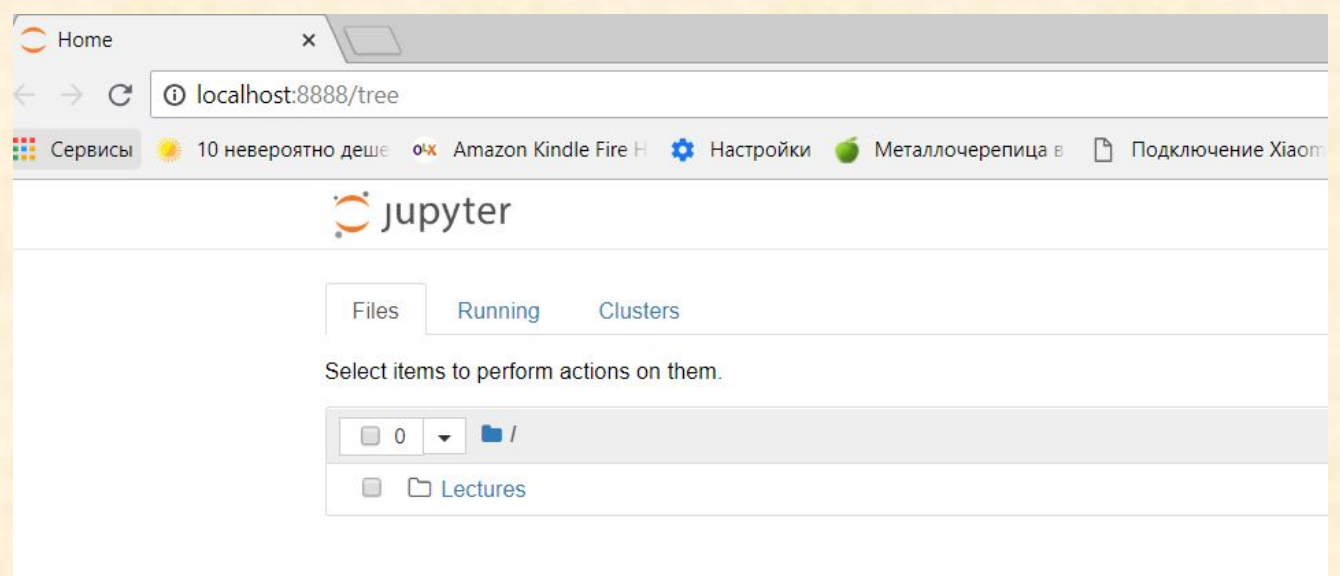 Home
localhost:8888/tree
Сервисы 10 невероятно деше OLX Amazon Kindle Fire H Настройки Металлочерепица в Подключение Xiaom
jupyter
Files Running Clusters
Select items to perform actions on them.
0 /
Lectures